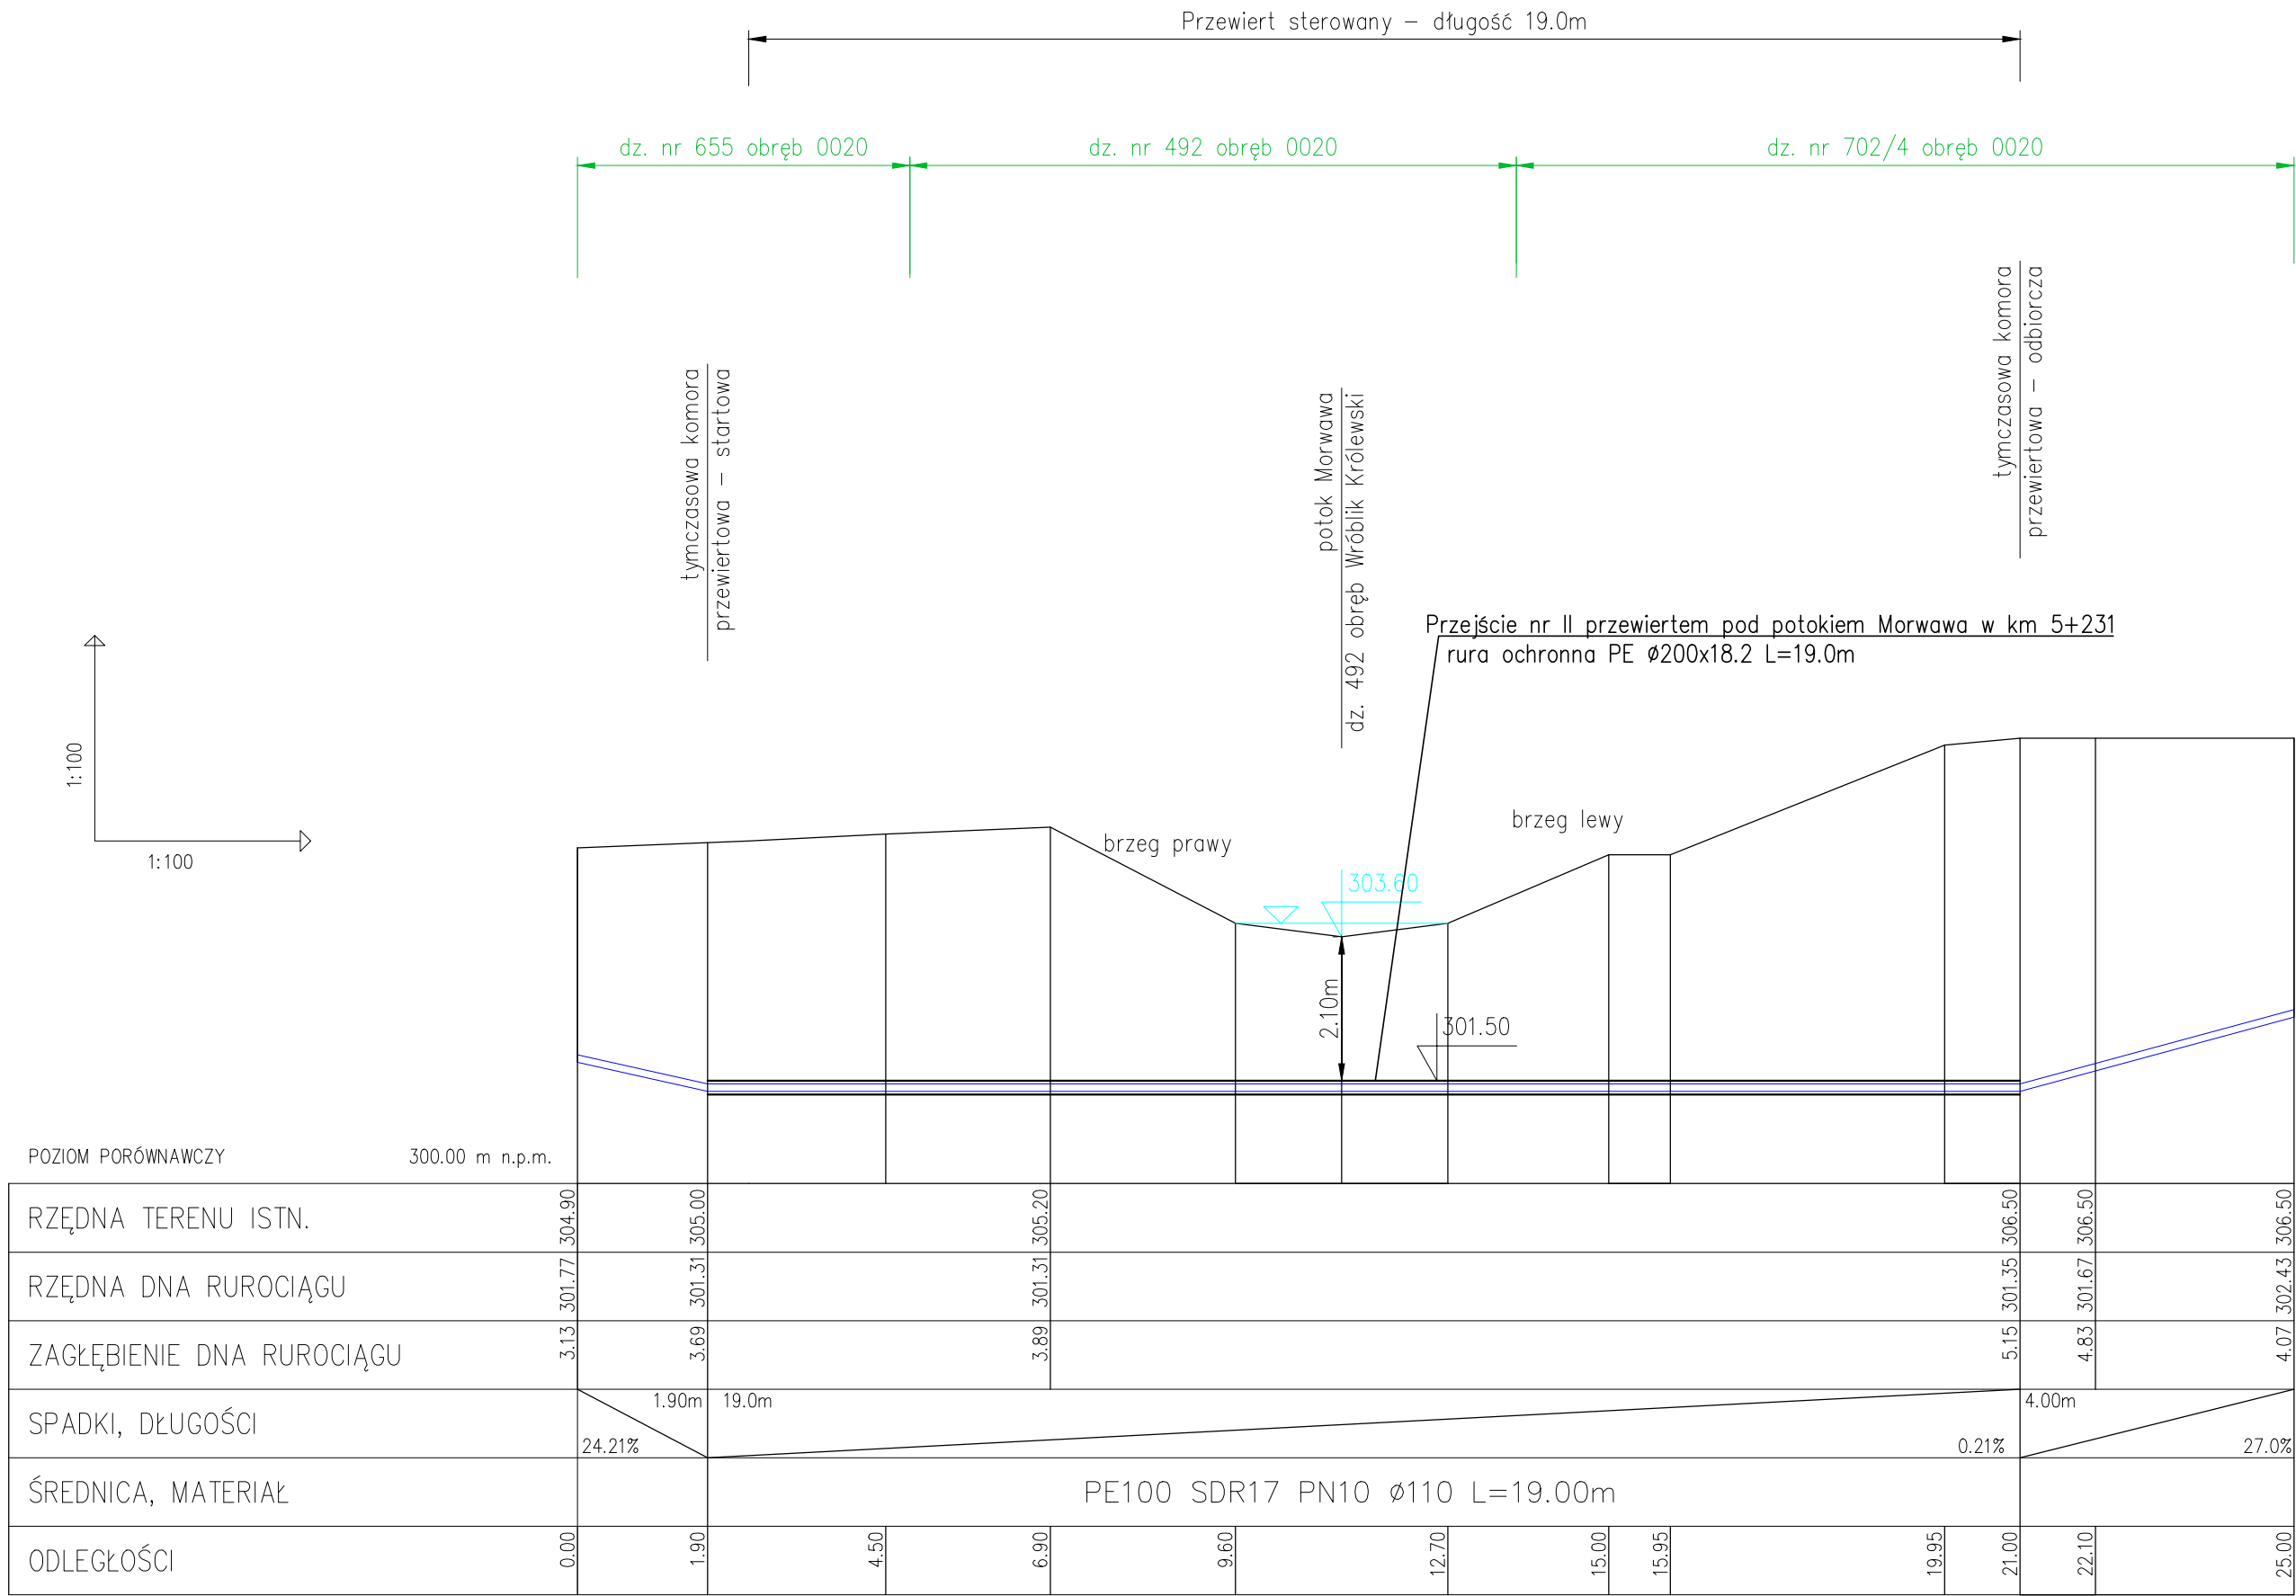 Przewiert sterowany – długość 19.0m
dz. nr 655 obręb 0020
dz. nr 492 obręb 0020
dz. nr 702/4 obręb 0020
tymczasowa komora
przewiertowa – startowa
potok Morwawa
dz. 492 obręb Wróblik Królewski
tymczasowa komora
przewiertowa – odbiorcza
Przejście nr II przewiertem pod potokiem Morwawa w km 5+231
rura ochronna PE ø200x18.2 L=19.0m
1:100
1:100
brzeg prawy
brzeg lewy
303.60
2.10m
301.50
POZIOM PORÓWNAWCZY 300.00 m n.p.m.
RZĘDNA TERENU ISTN. 304.90 305.00 305.20 306.50 306.50 306.50
RZĘDNA DNA RUROCIĄGU 301.77 301.31 301.31 301.35 301.67 302.43
ZAGŁĘBIENIE DNA RUROCIĄGU 3.13 3.69 3.89 5.15 4.83 4.07
SPADKI, DŁUGOŚCI 1.90m 19.0m 4.00m
24.21% 0.21% 27.0%
ŚREDNICA, MATERIAŁ PE100 SDR17 PN10 ø110 L=19.00m
ODLEGŁOŚCI 0.00 1.90 4.50 6.90 9.60 12.70 15.00 15.95 19.95 21.00 22.10 25.00